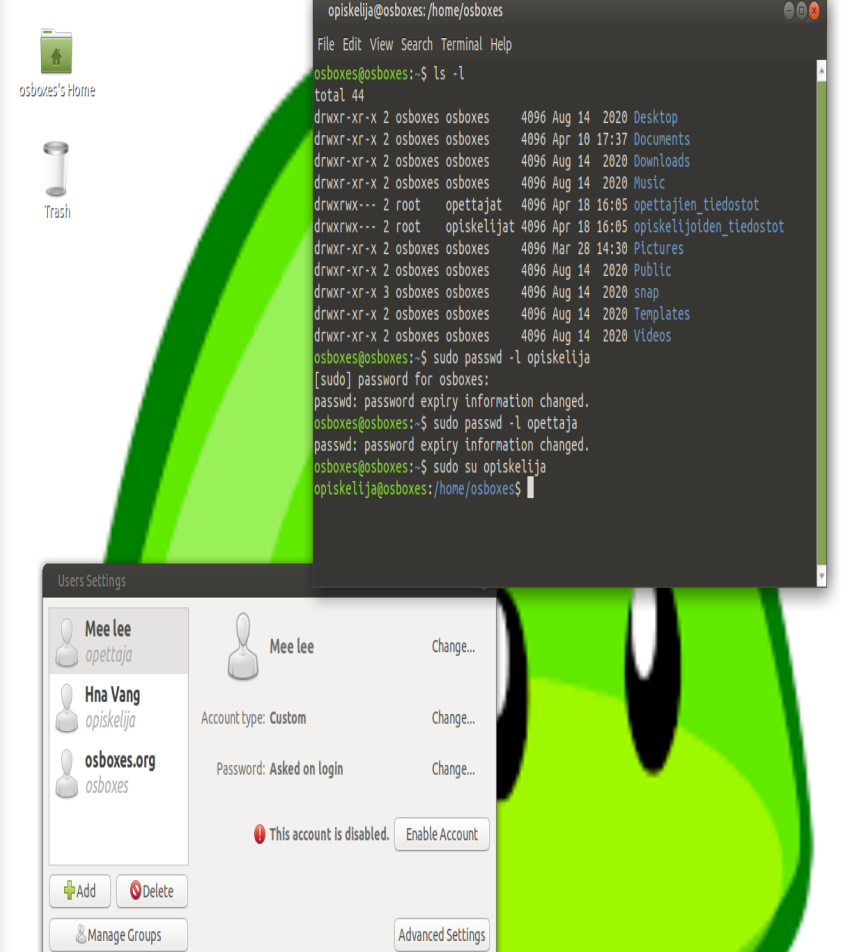 osboxes's Home
Trash
opiskelija@osboxes: /home/osboxes
File Edit View Search Terminal Help
osboxes@osboxes:~$ ls -l
total 44
drwxr-xr-x 2 osboxes osboxes 4096 Aug 14 2020 Desktop
drwxr-xr-x 2 osboxes osboxes 4096 Apr 10 17:37 Documents
drwxr-xr-x 2 osboxes osboxes 4096 Aug 14 2020 Downloads
drwxr-xr-x 2 osboxes osboxes 4096 Aug 14 2020 Music
drwxrwx--- 2 root opettajat 4096 Apr 18 16:05 opettajien_tiedostot
drwxrwx--- 2 root opiskelijat 4096 Apr 18 16:05 opiskelijoiden_tiedostot
drwxr-xr-x 2 osboxes osboxes 4096 Mar 28 14:30 Pictures
drwxr-xr-x 2 osboxes osboxes 4096 Aug 14 2020 Public
drwxr-xr-x 3 osboxes osboxes 4096 Aug 14 2020 snap
drwxr-xr-x 2 osboxes osboxes 4096 Aug 14 2020 Templates
drwxr-xr-x 2 osboxes osboxes 4096 Aug 14 2020 Videos
osboxes@osboxes:~$ sudo passwd -l opiskelija
[sudo] password for osboxes:
passwd: password expiry information changed.
osboxes@osboxes:~$ sudo passwd -l opettaja
passwd: password expiry information changed.
osboxes@osboxes:~$ sudo su opiskelija
opiskelija@osboxes:/home/osboxes$
Users Settings
Mee lee
opettaja
Hna Vang
opiskelija
osboxes.org
osboxes
Add
Delete
Manage Groups
Mee lee Change...
Account type: Custom Change...
Password: Asked on login Change...
This account is disabled. Enable Account
Advanced Settings